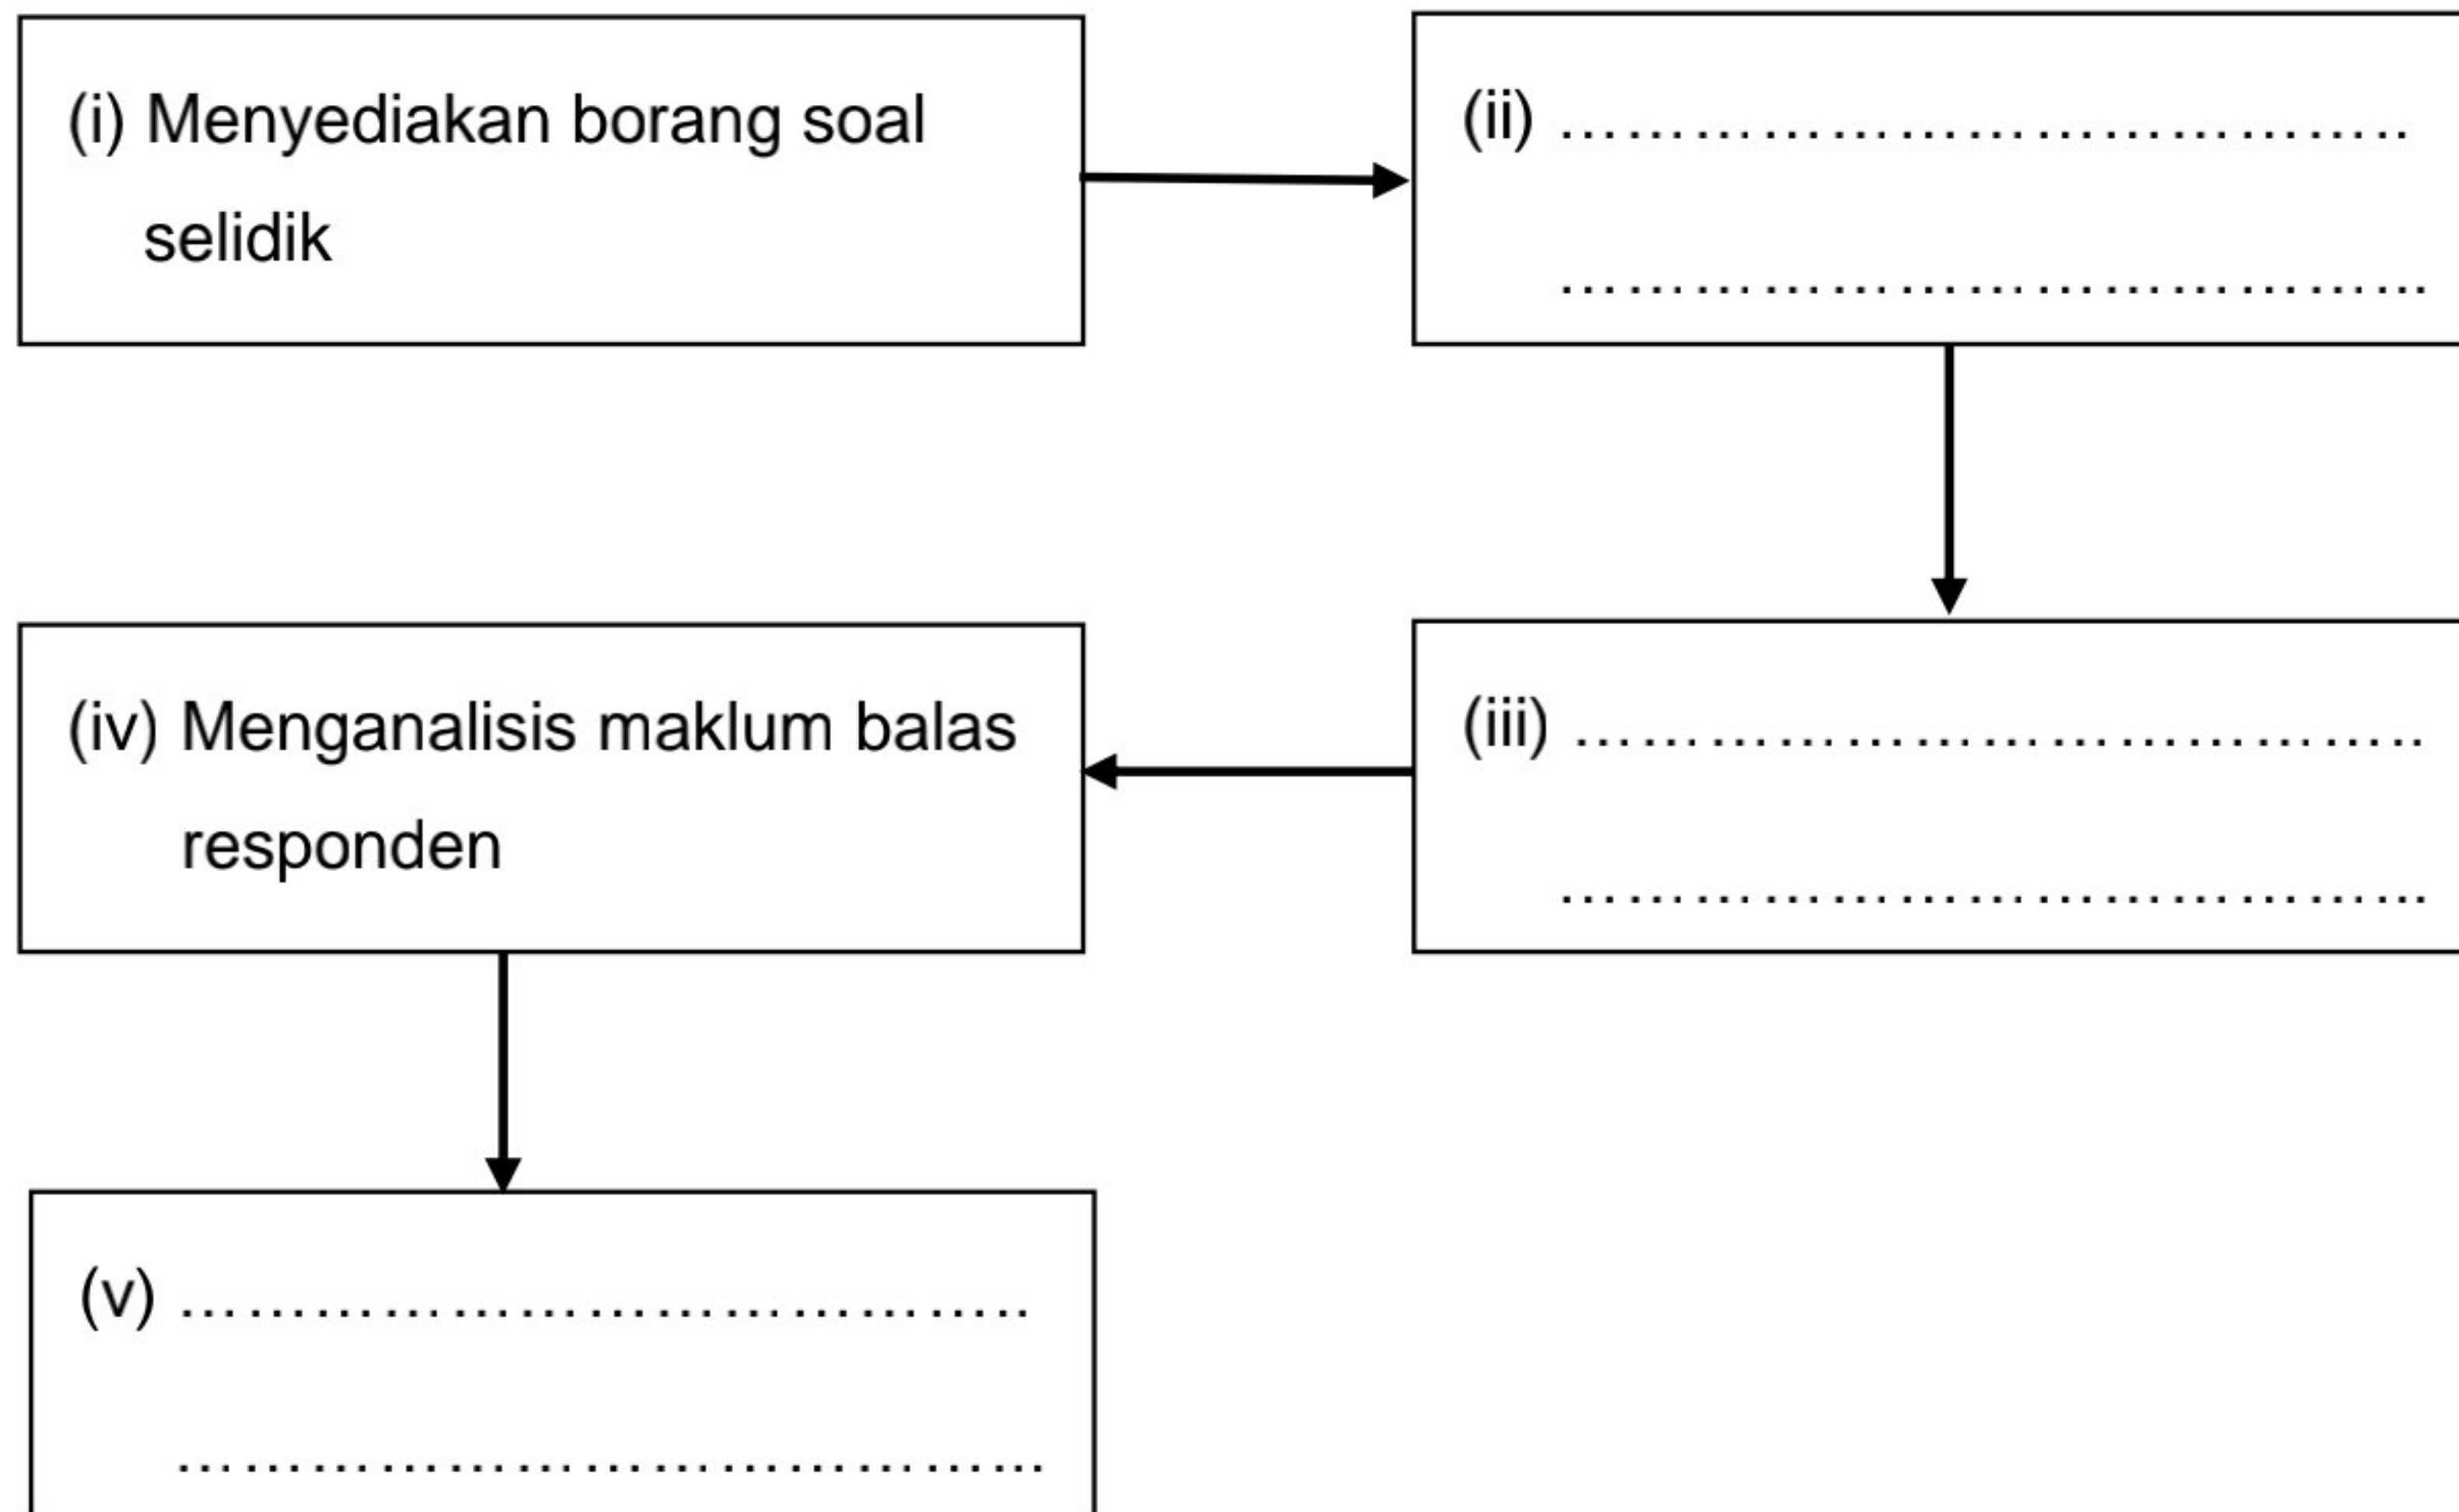 (i) Menyediakan borang soal
selidik
(ii) ……………………………………..
………………………………………
(iii) ……………………………………..
………………………………………
(iv) Menganalisis maklum balas
responden
(v) ……………………………………..
………………………………………